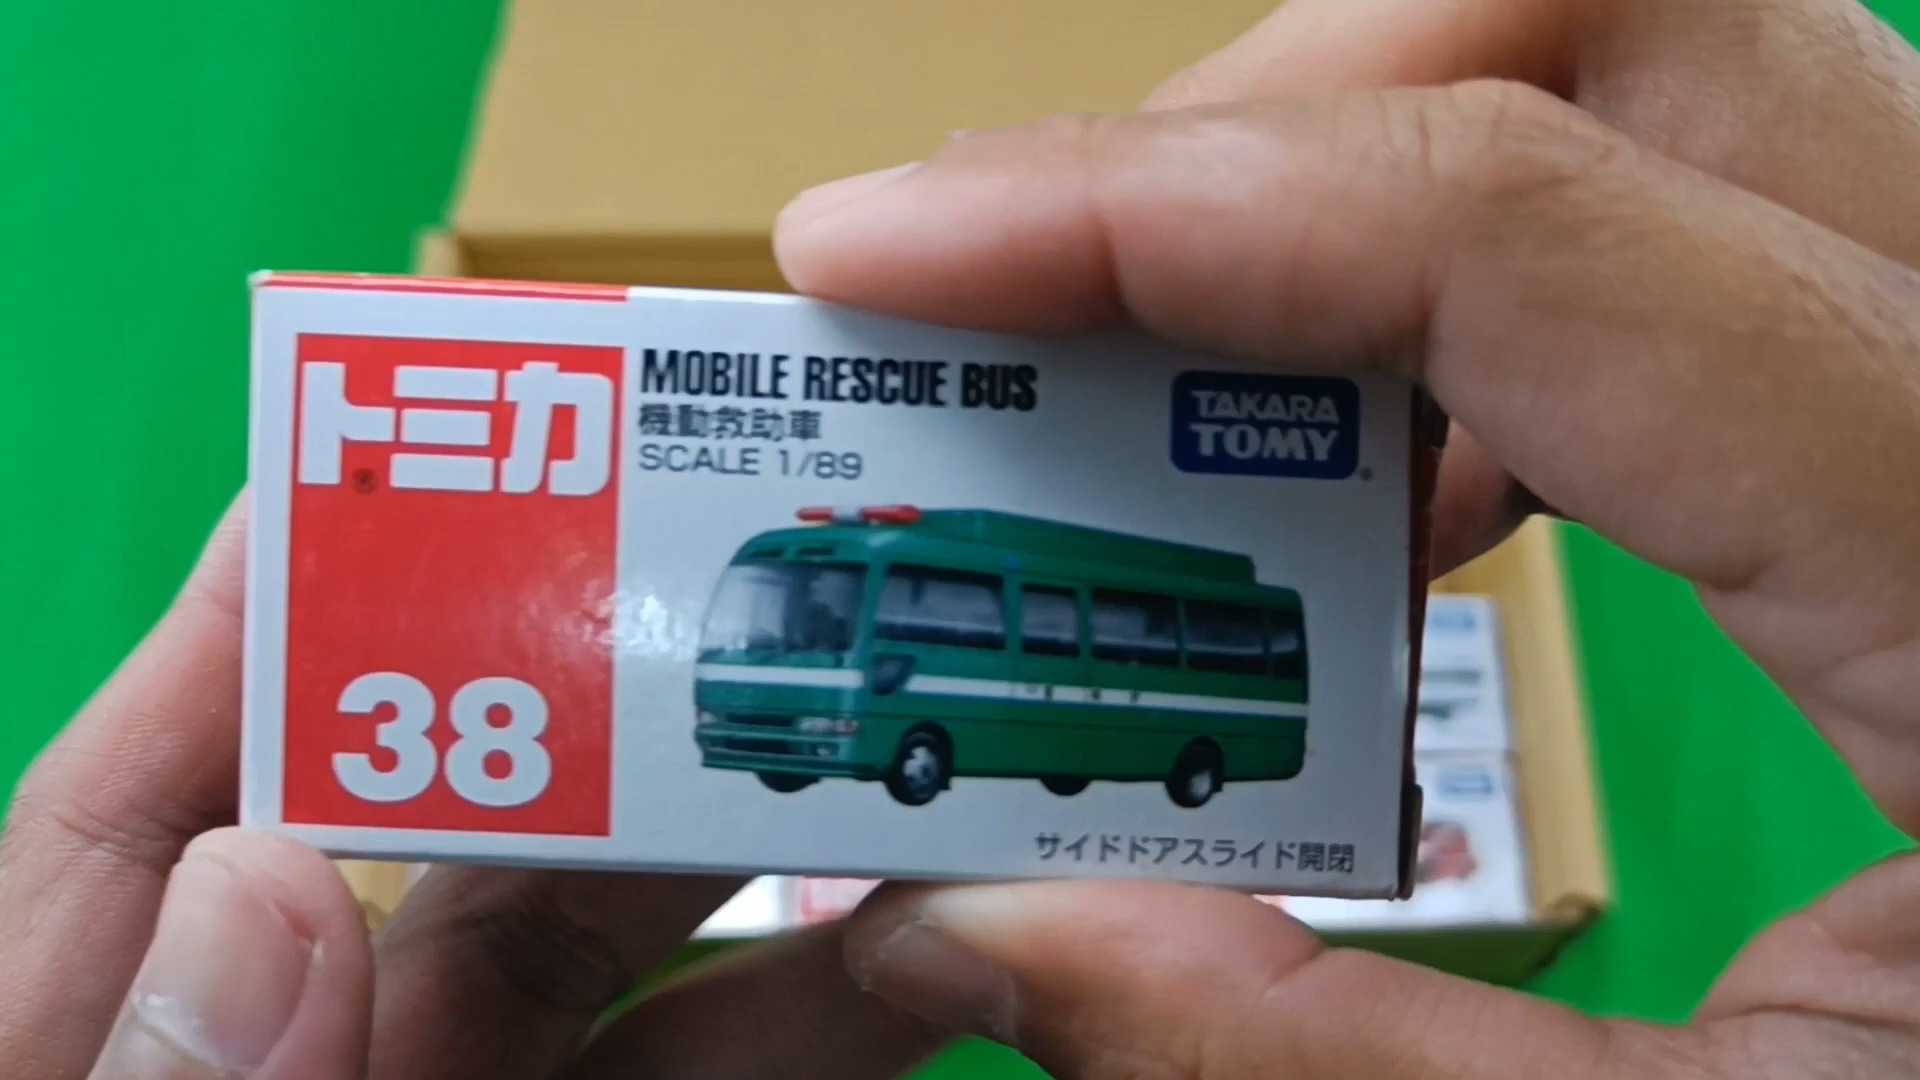 トミカ
38
MOBILE RESCUE BUS
機動救助車
SCALE 1/89
TAKARA
TOMY
サイドドアスライド開閉